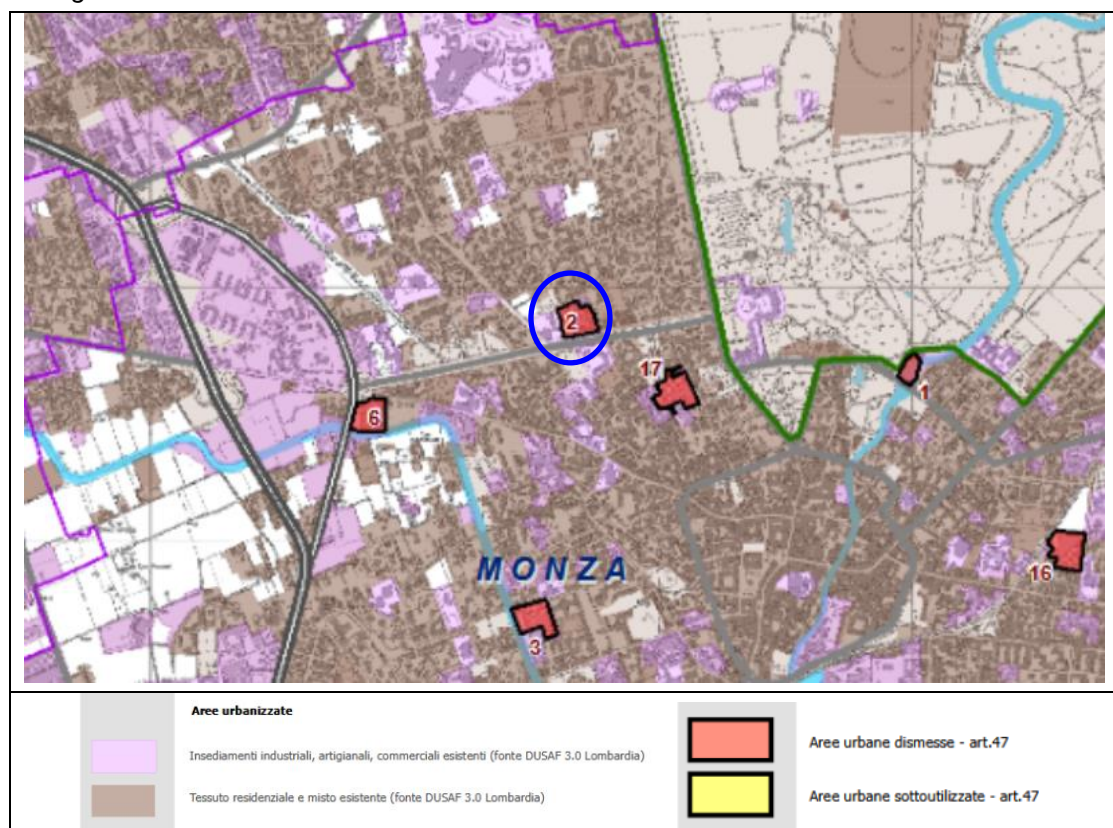 2
17
6
1
MONZA
16
3
Aree urbanizzate
Insediamenti industriali, artigianali, commerciali esistenti (fonte DUSAF 3.0 Lombardia)
Tessuto residenziale e misto esistente (fonte DUSAF 3.0 Lombardia)
Aree urbane dismesse - art.47
Aree urbane sottoutilizzate - art.47